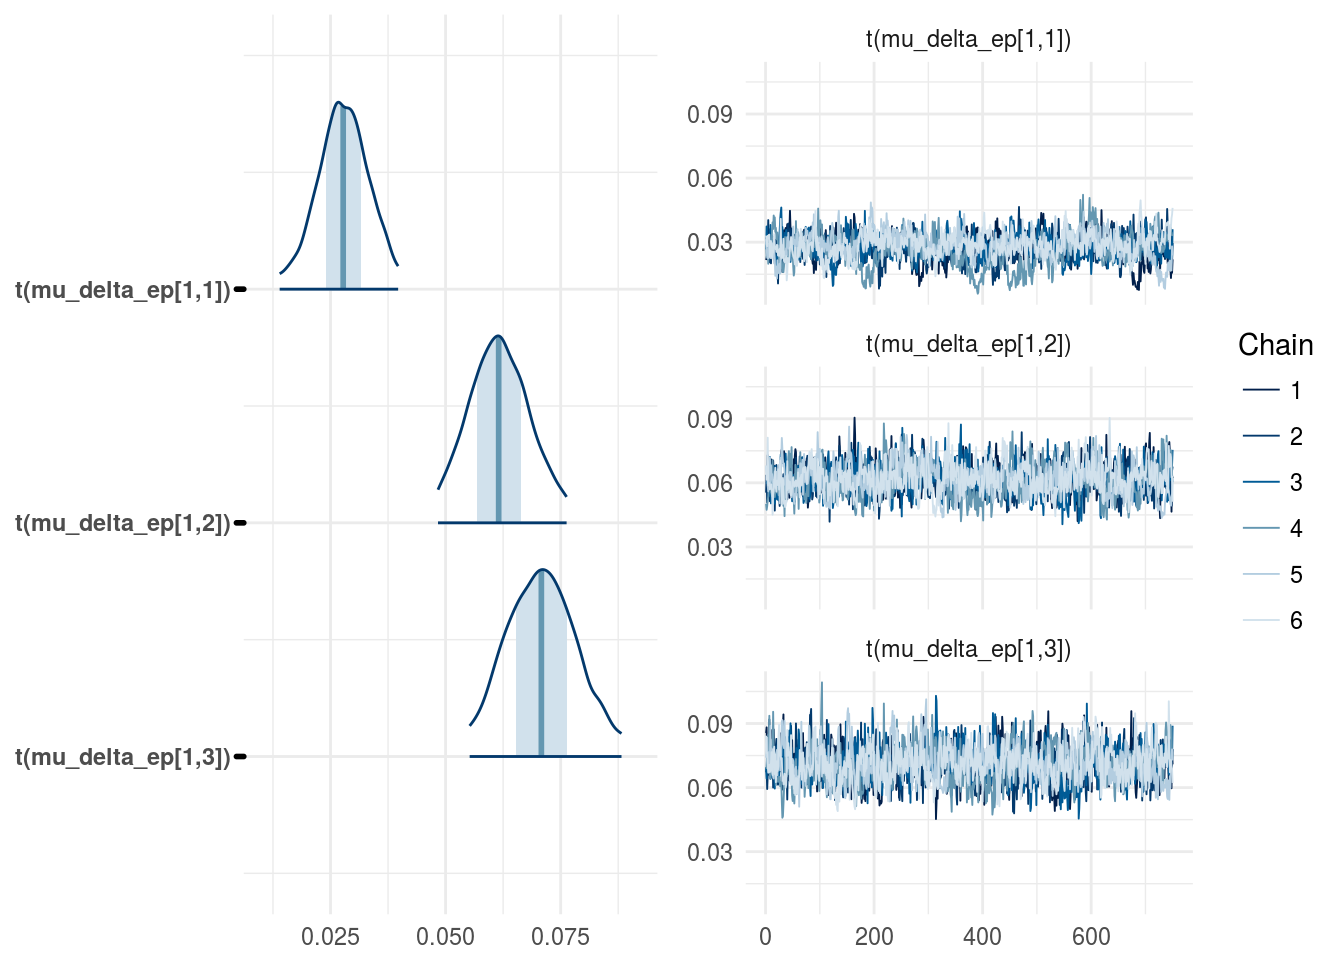 t(mu_delta_ep[1,1])
t(mu_delta_ep[1,2])
t(mu_delta_ep[1,3])
0.025 0.050 0.075
t(mu_delta_ep[1,1])
0.09
0.06
0.03
t(mu_delta_ep[1,2])
0.09
0.06
0.03
t(mu_delta_ep[1,3])
0.09
0.06
0.03
0 200 400 600
Chain
1
2
3
4
5
6